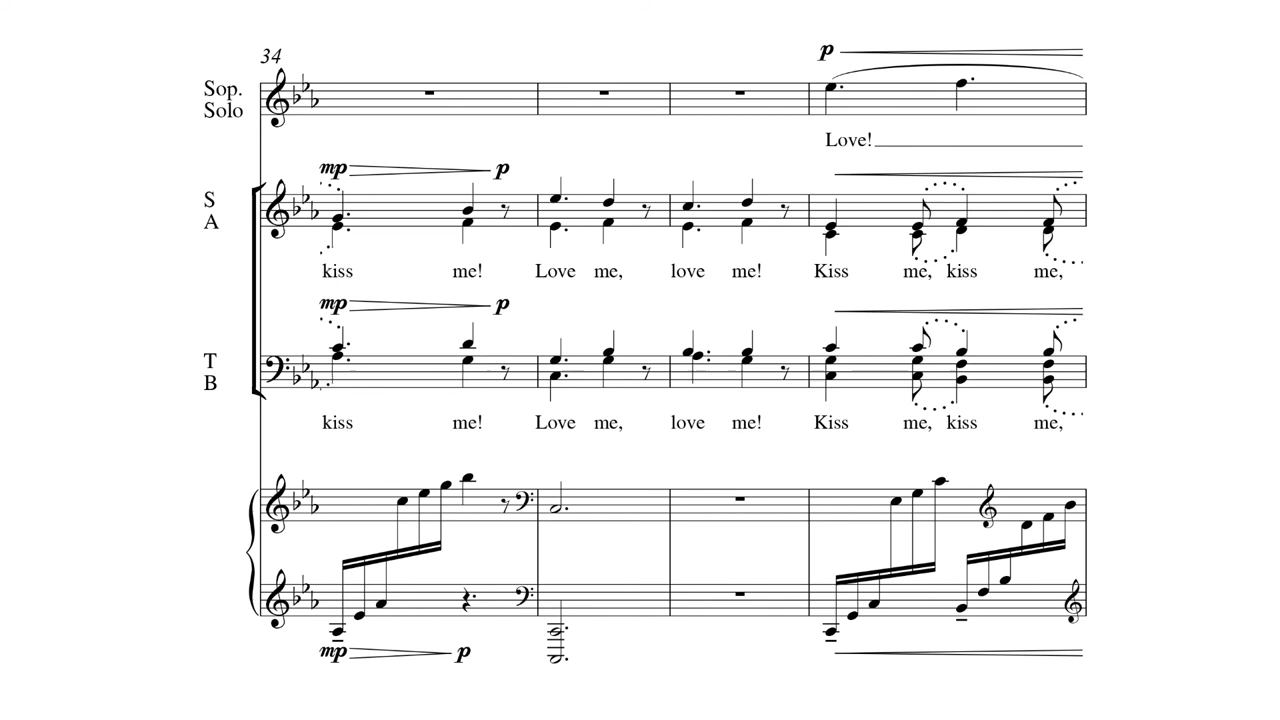 34
p
Sop.
Solo
Love!
mp p
S
A
kiss me! Love me, love me! Kiss me, kiss me,
mp p
T
B
kiss me! Love me, love me! Kiss me, kiss me,
mp p